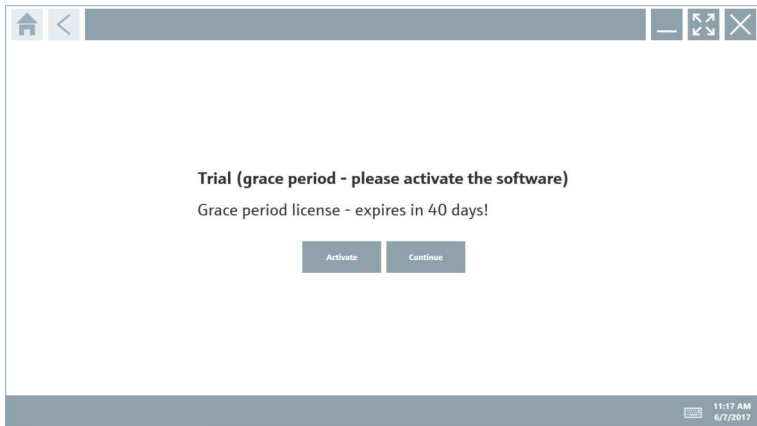 Trial (grace period - please activate the software)
Grace period license - expires in 40 days!
Activate
Continue
11:17 AM
6/7/2017